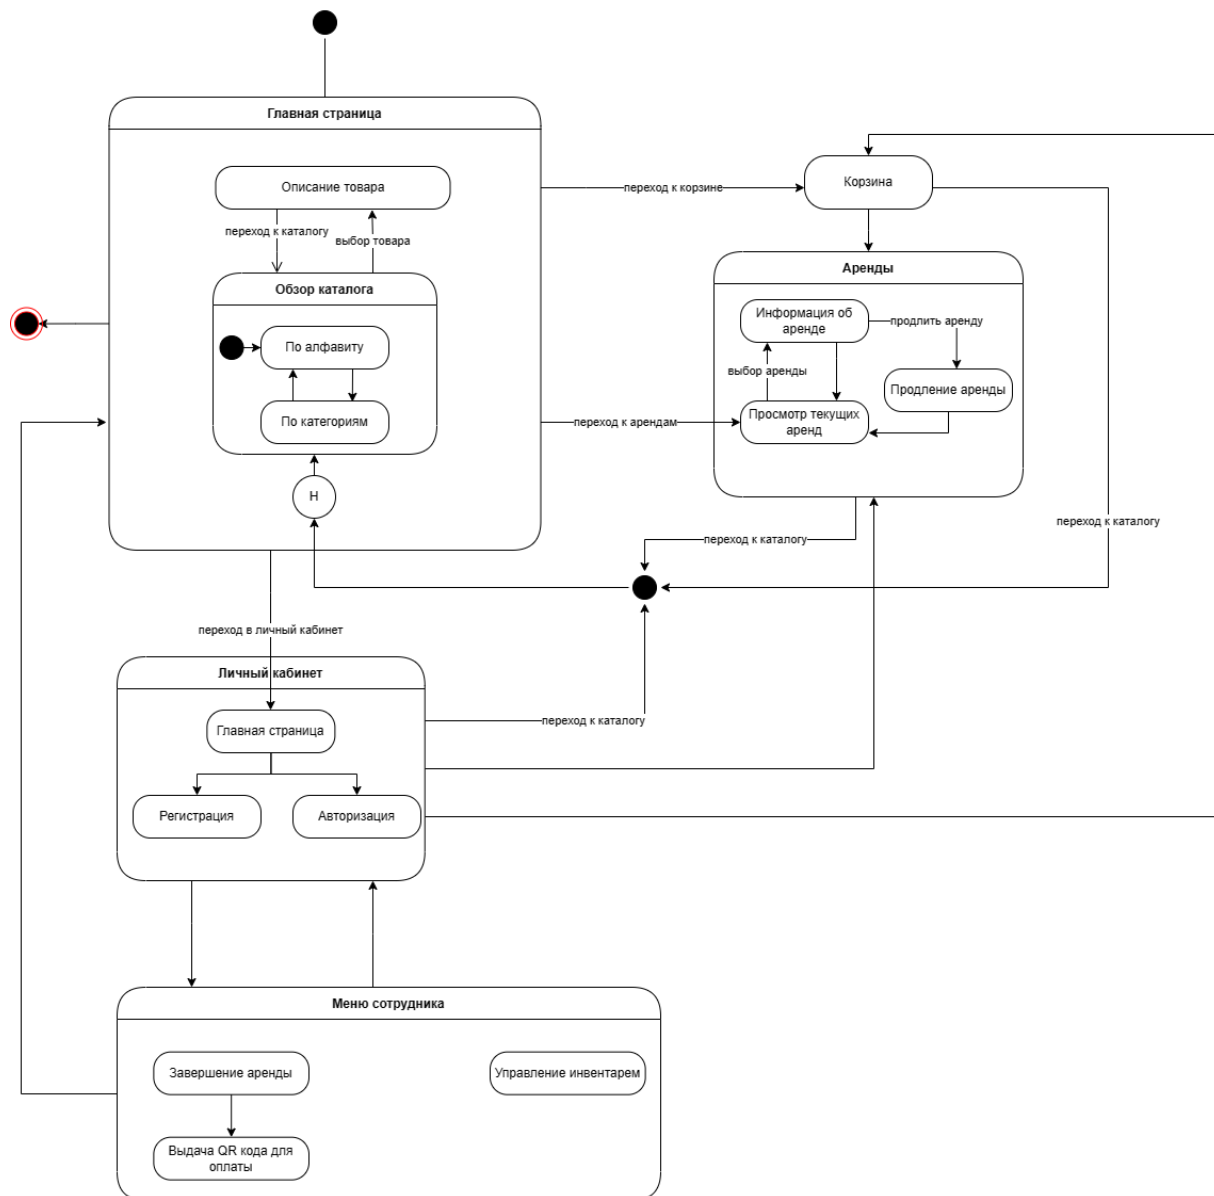 Главная страница
Описание товара
переход к каталогу
выбор товара
Обзор каталога
По алфавиту
По категориям
H
переход к корзине
Корзина
Аренды
Информация об
аренде
продлить аренду
выбор аренды
Продление аренды
переход к арендам
Просмотр текущих
аренд
переход к каталогу
переход к каталогу
переход в личный кабинет
Личный кабинет
Главная страница
переход к каталогу
Регистрация
Авторизация
Меню сотрудника
Завершение аренды
Управление инвентарем
Выдача QR кода для
оплаты